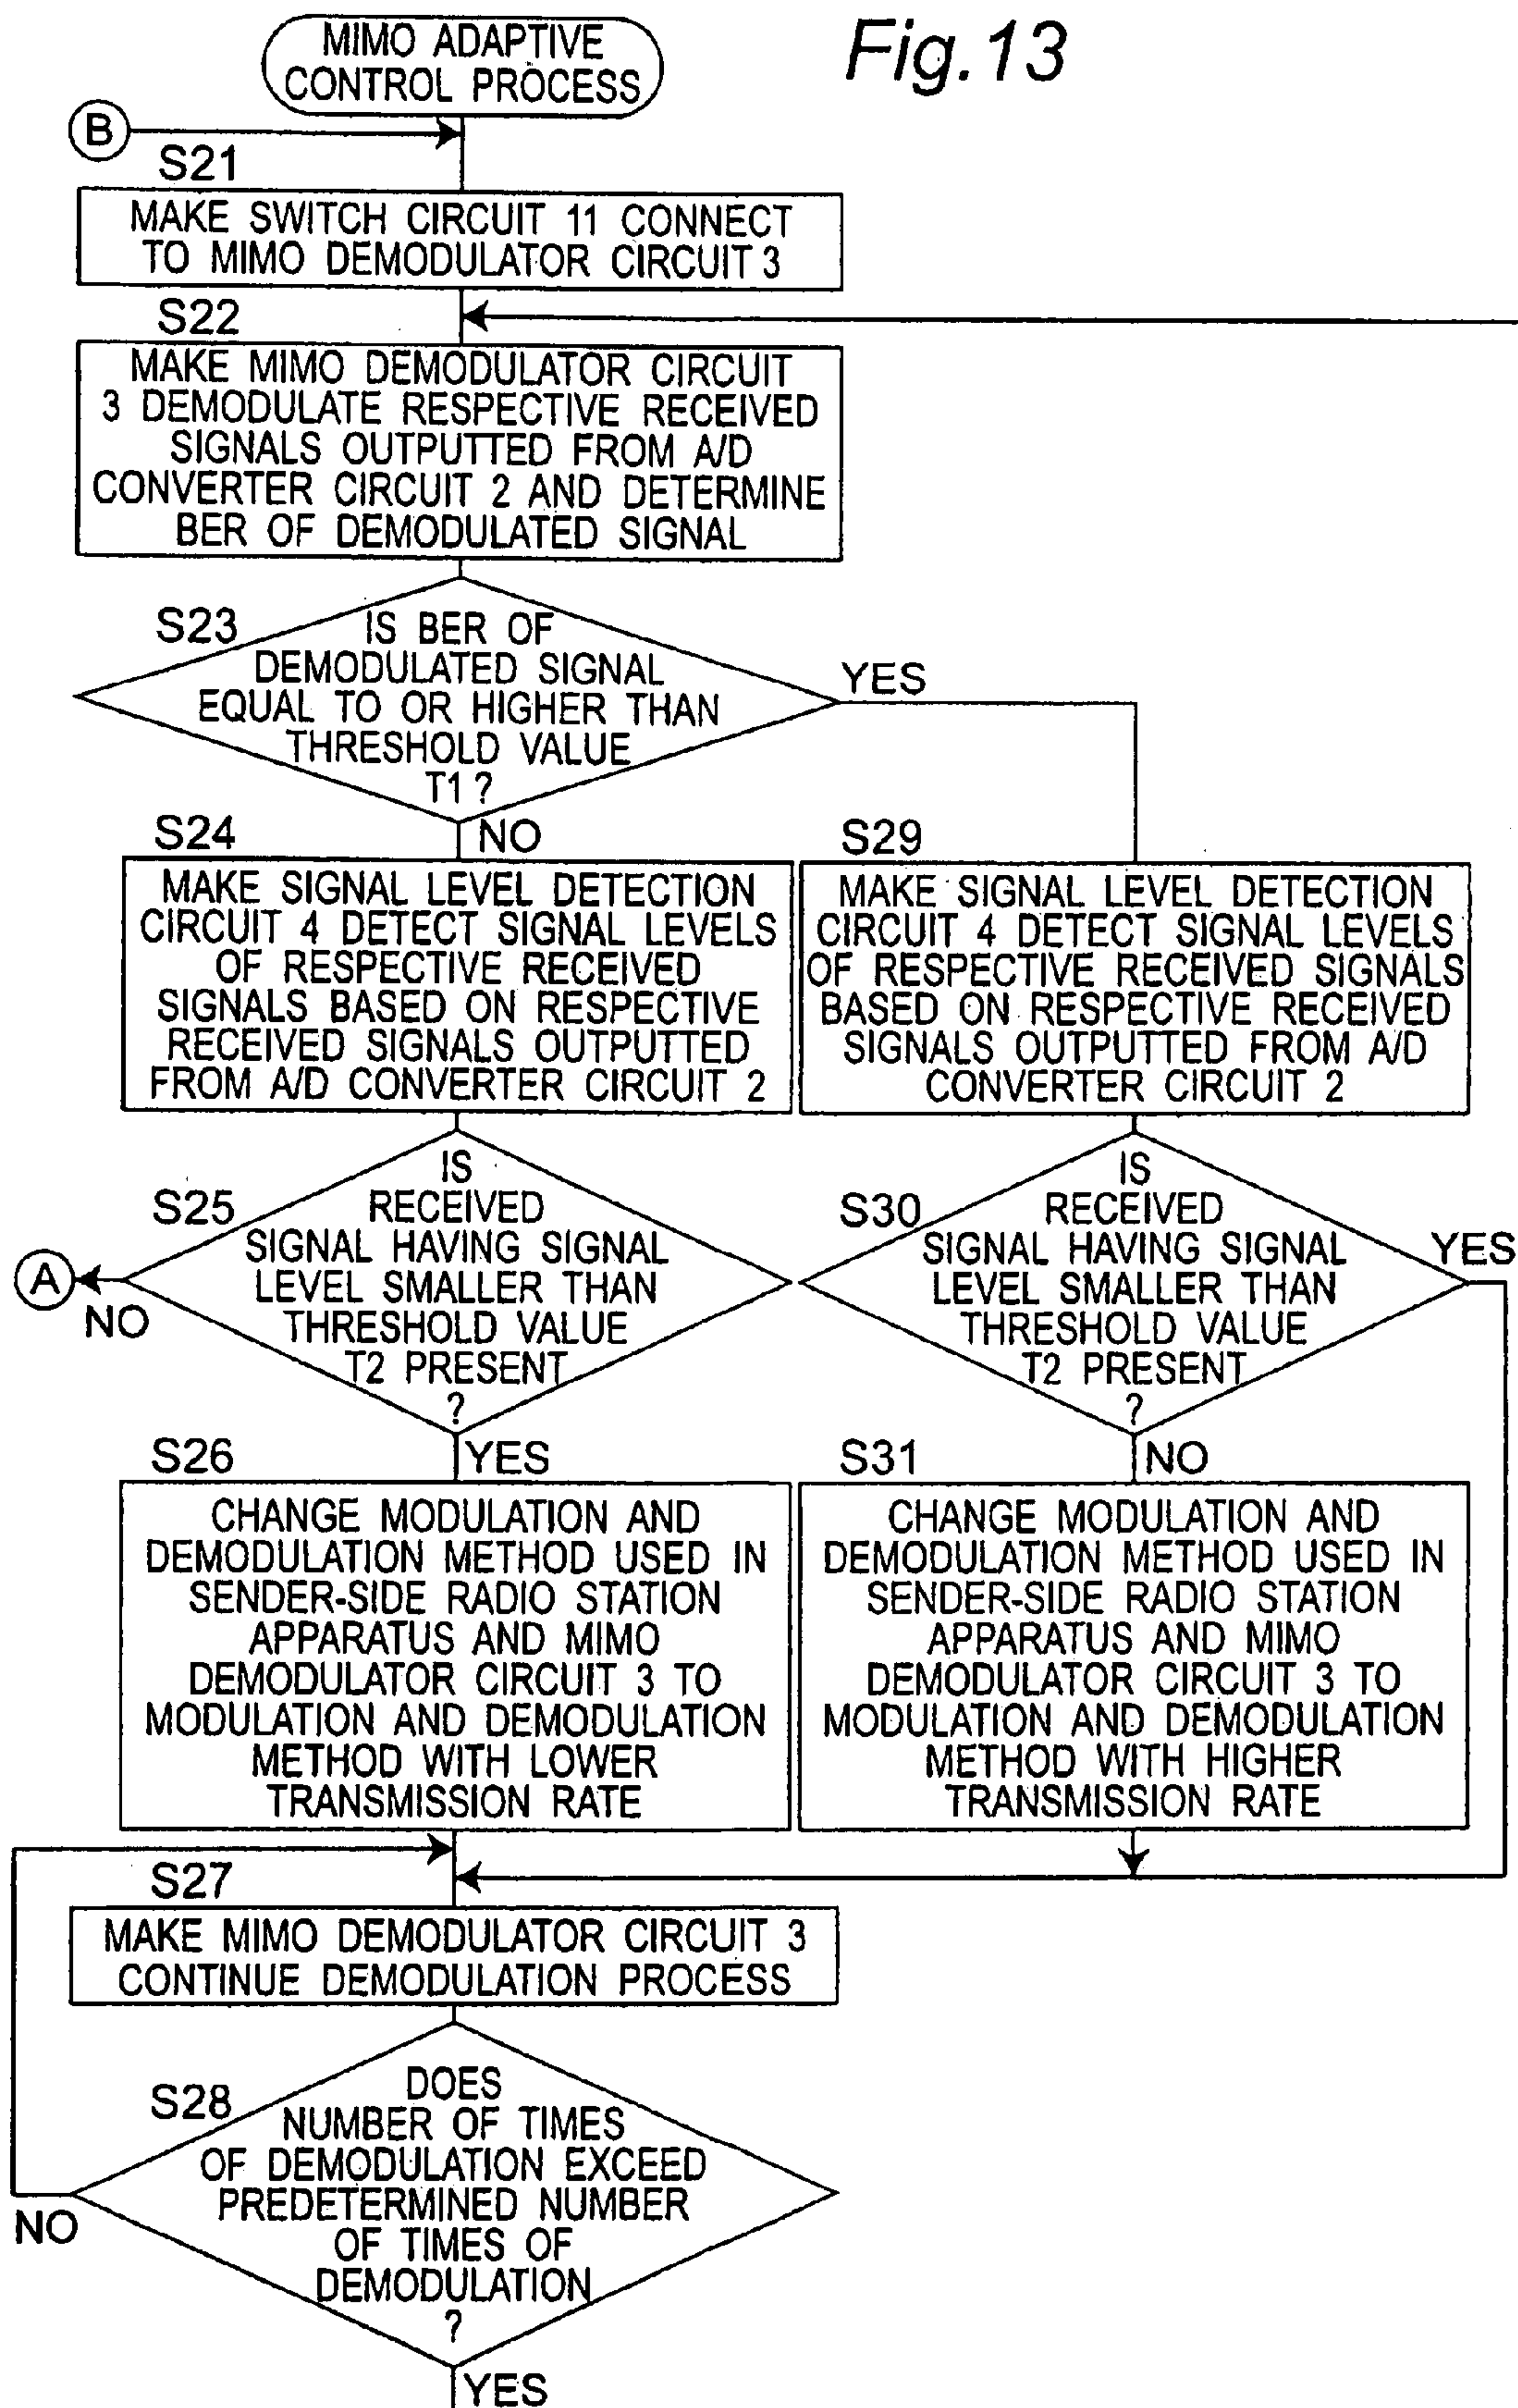 Fig.13
MIMO ADAPTIVE
CONTROL PROCESS
B
S21
MAKE SWITCH CIRCUIT 11 CONNECT
TO MIMO DEMODULATOR CIRCUIT 3
S22
MAKE MIMO DEMODULATOR CIRCUIT
3 DEMODULATE RESPECTIVE RECEIVED
SIGNALS OUTPUTTED FROM A/D
CONVERTER CIRCUIT 2 AND DETERMINE
BER OF DEMODULATED SIGNAL
S23
IS BER OF
DEMODULATED SIGNAL
EQUAL TO OR HIGHER THAN
THRESHOLD VALUE
T1 ?
YES
NO
S24
MAKE SIGNAL LEVEL DETECTION
CIRCUIT 4 DETECT SIGNAL LEVELS
OF RESPECTIVE RECEIVED
SIGNALS BASED ON RESPECTIVE
RECEIVED SIGNALS OUTPUTTED
FROM A/D CONVERTER CIRCUIT 2
S29
MAKE SIGNAL LEVEL DETECTION
CIRCUIT 4 DETECT SIGNAL LEVELS
OF RESPECTIVE RECEIVED SIGNALS
BASED ON RESPECTIVE RECEIVED
SIGNALS OUTPUTTED FROM A/D
CONVERTER CIRCUIT 2
S25
IS
RECEIVED
SIGNAL HAVING SIGNAL
LEVEL SMALLER THAN
THRESHOLD VALUE
T2 PRESENT
?
A
NO
YES
S30
IS
RECEIVED
SIGNAL HAVING SIGNAL
LEVEL SMALLER THAN
THRESHOLD VALUE
T2 PRESENT
?
YES
NO
S26
CHANGE MODULATION AND
DEMODULATION METHOD USED IN
SENDER-SIDE RADIO STATION
APPARATUS AND MIMO
DEMODULATOR CIRCUIT 3 TO
MODULATION AND DEMODULATION
METHOD WITH LOWER
TRANSMISSION RATE
S31
CHANGE MODULATION AND
DEMODULATION METHOD USED IN
SENDER-SIDE RADIO STATION
APPARATUS AND MIMO
DEMODULATOR CIRCUIT 3 TO
MODULATION AND DEMODULATION
METHOD WITH HIGHER
TRANSMISSION RATE
S27
MAKE MIMO DEMODULATOR CIRCUIT 3
CONTINUE DEMODULATION PROCESS
S28
DOES
NUMBER OF TIMES
OF DEMODULATION EXCEED
PREDETERMINED NUMBER
OF TIMES OF
DEMODULATION
?
NO
YES